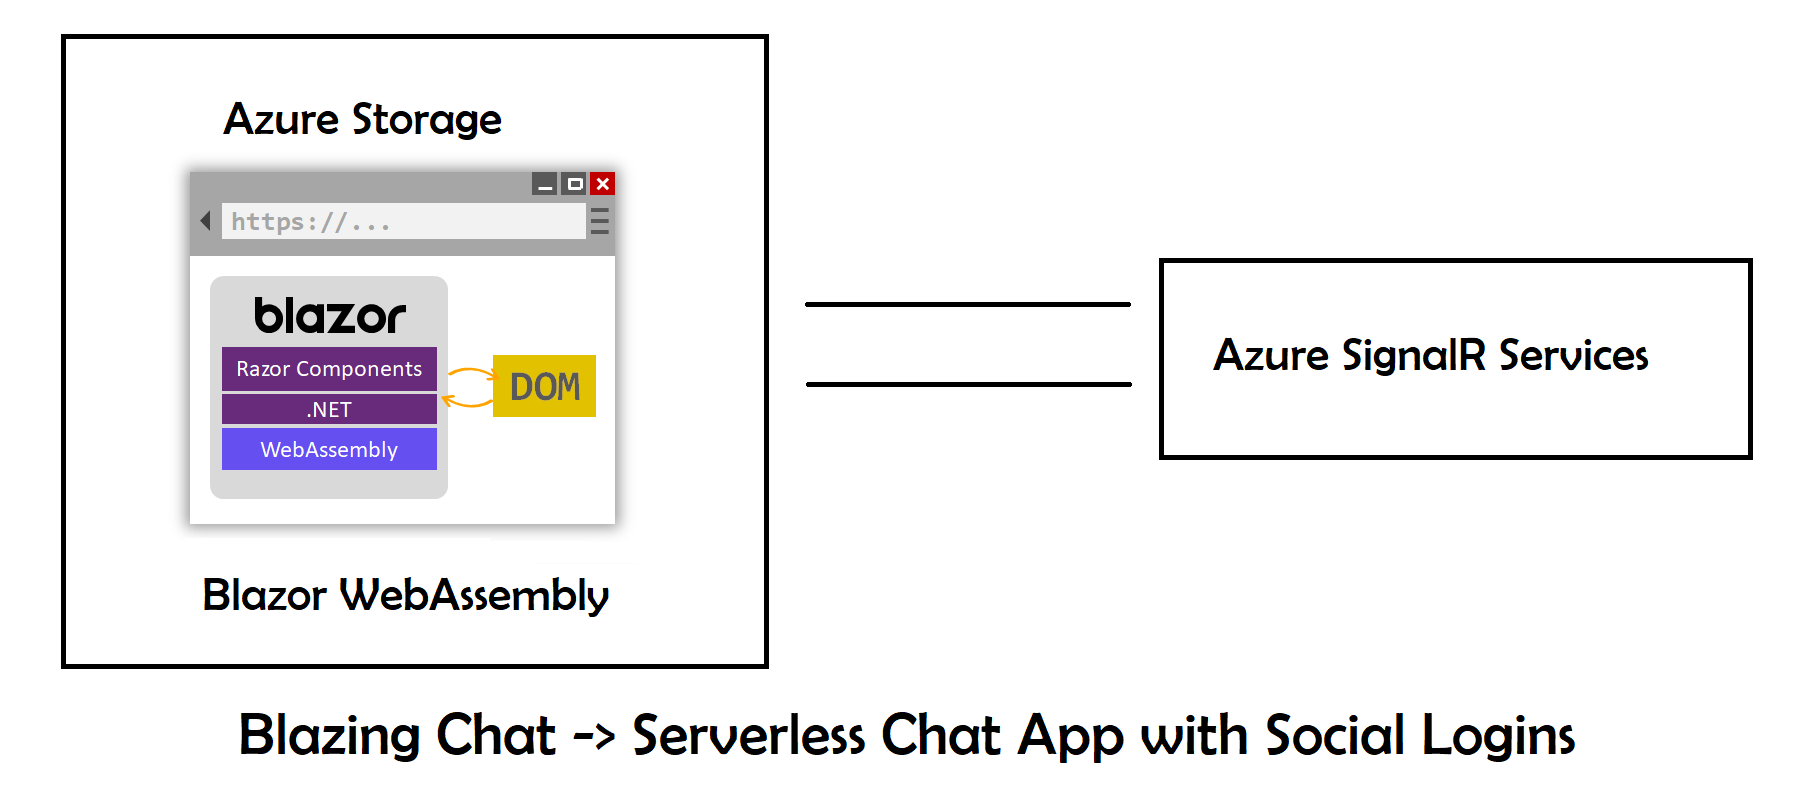 Azure Storage
https://...
blazor
Razor Components
.NET
WebAssembly
DOM
Blazor WebAssembly
Azure SignalR Services
Blazing Chat -> Serverless Chat App with Social Logins